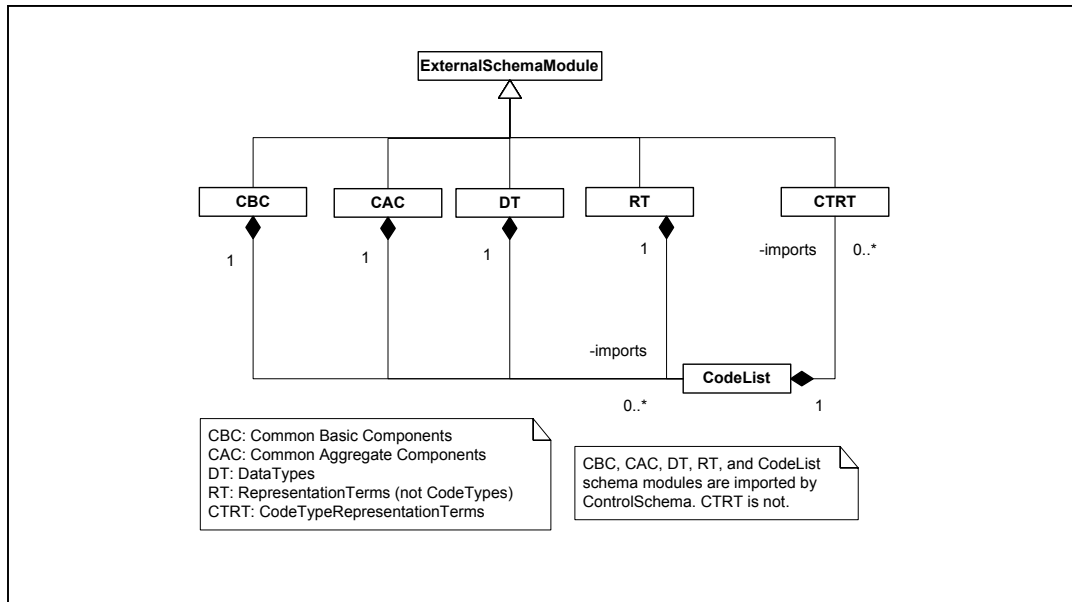 ExternalSchemaModule
CBC
CAC
DT
RT
CTRT
1
1
1
1
-imports
0..*
-imports
CodeList
0..*
1
CBC: Common Basic Components
CAC: Common Aggregate Components
DT: DataTypes
RT: RepresentationTerms (not CodeTypes)
CTRT: CodeTypeRepresentationTerms
CBC, CAC, DT, RT, and CodeList
schema modules are imported by
ControlSchema. CTRT is not.